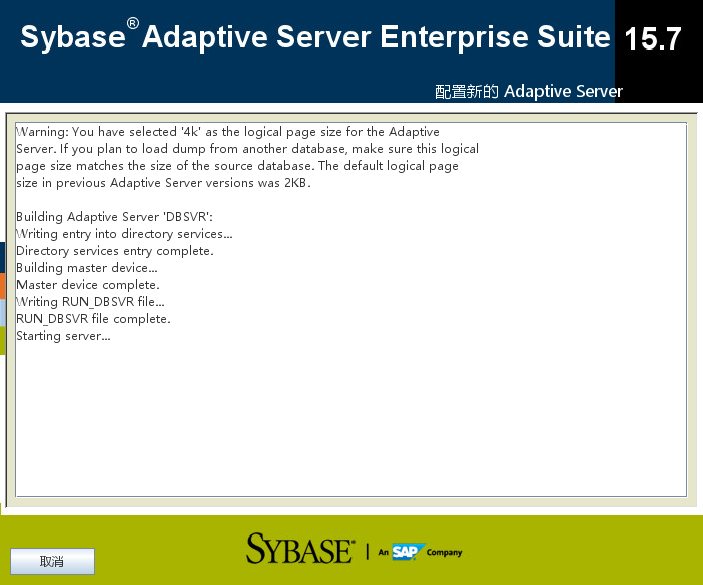 Sybase® Adaptive Server Enterprise Suite 15.7
配置新的 Adaptive Server
Warning: You have selected '4k' as the logical page size for the Adaptive
Server. If you plan to load dump from another database, make sure this logical
page size matches the size of the source database. The default logical page
size in previous Adaptive Server versions was 2KB.
Building Adaptive Server 'DBSVR':
Writing entry into directory services...
Directory services entry complete.
Building master device...
Master device complete.
Writing RUN_DBSVR file...
RUN_DBSVR file complete.
Starting server...
取消
SYBASE® | An SAP Company